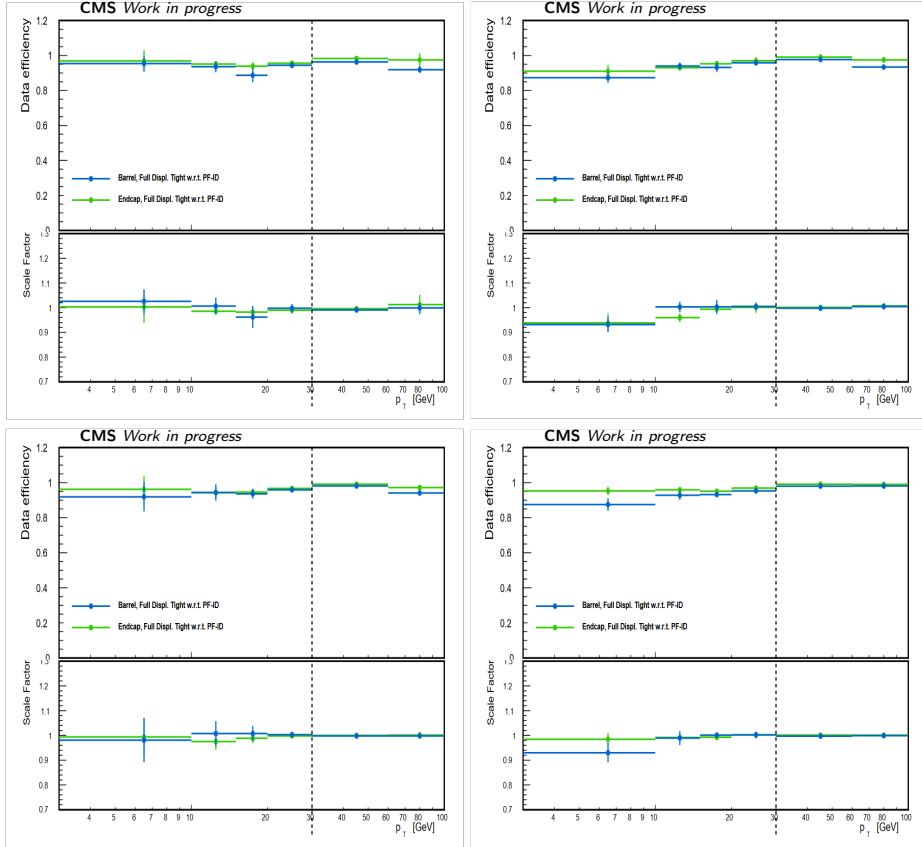 CMS Work in progress
Data efficiency
1.2
1
0.8
0.6
0.4
0.2
0
Barrel, Full Displ. Tight w.r.t. PF-ID
Endcap, Full Displ. Tight w.r.t. PF-ID
Scale Factor
1.3
1.2
1.1
1
0.9
0.8
0.7
4 5 6 7 8 9 10 20 30 40 50 60 70 80 100
p_T [GeV]
CMS Work in progress
Data efficiency
1.2
1
0.8
0.6
0.4
0.2
0
Barrel, Full Displ. Tight w.r.t. PF-ID
Endcap, Full Displ. Tight w.r.t. PF-ID
Scale Factor
1.3
1.2
1.1
1
0.9
0.8
0.7
4 5 6 7 8 9 10 20 30 40 50 60 70 80 100
p_T [GeV]
CMS Work in progress
Data efficiency
1.2
1
0.8
0.6
0.4
0.2
0
Barrel, Full Displ. Tight w.r.t. PF-ID
Endcap, Full Displ. Tight w.r.t. PF-ID
Scale Factor
1.3
1.2
1.1
1
0.9
0.8
0.7
4 5 6 7 8 9 10 20 30 40 50 60 70 80 100
p_T [GeV]
CMS Work in progress
Data efficiency
1.2
1
0.8
0.6
0.4
0.2
0
Barrel, Full Displ. Tight w.r.t. PF-ID
Endcap, Full Displ. Tight w.r.t. PF-ID
Scale Factor
1.3
1.2
1.1
1
0.9
0.8
0.7
4 5 6 7 8 9 10 20 30 40 50 60 70 80 100
p_T [GeV]